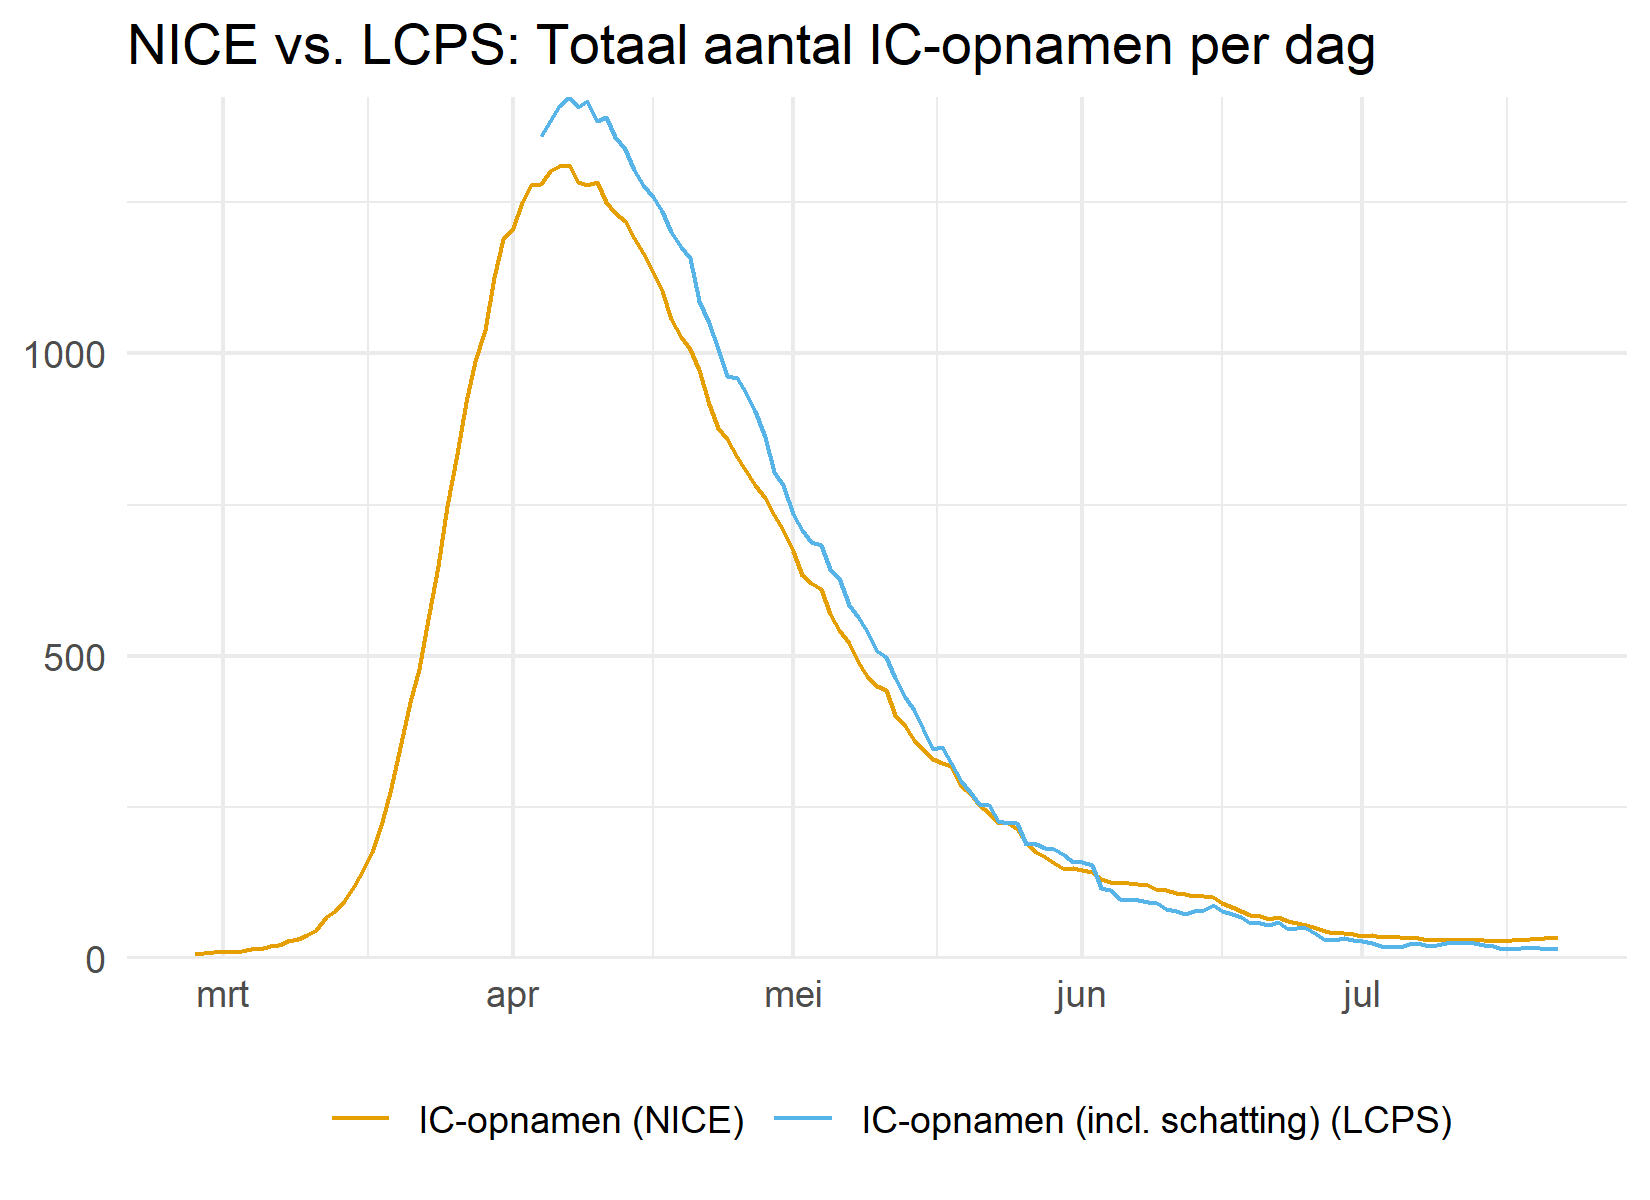 NICE vs. LCPS: Totaal aantal IC-opnamen per dag
1000
500
0
mrt apr mei jun jul
IC-opnamen (NICE) IC-opnamen (incl. schatting) (LCPS)